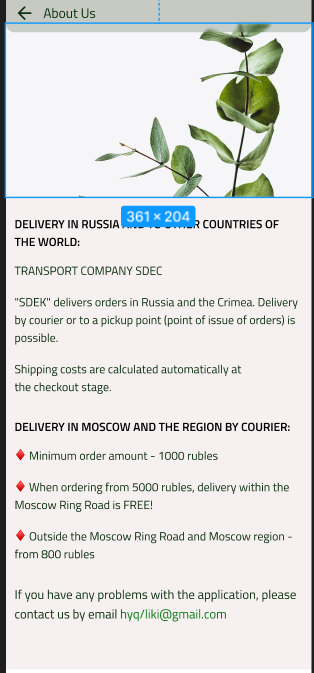 About Us
361 × 204
DELIVERY IN RUSSIA AND TO OTHER COUNTRIES OF
THE WORLD:
TRANSPORT COMPANY SDEC
"SDEK" delivers orders in Russia and the Crimea. Delivery
by courier or to a pickup point (point of issue of orders) is
possible.
Shipping costs are calculated automatically at
the checkout stage.
DELIVERY IN MOSCOW AND THE REGION BY COURIER:
♦ Minimum order amount - 1000 rubles
♦ When ordering from 5000 rubles, delivery within the
Moscow Ring Road is FREE!
♦ Outside the Moscow Ring Road and Moscow region -
from 800 rubles
If you have any problems with the application, please
contact us by email hyq/liki@gmail.com